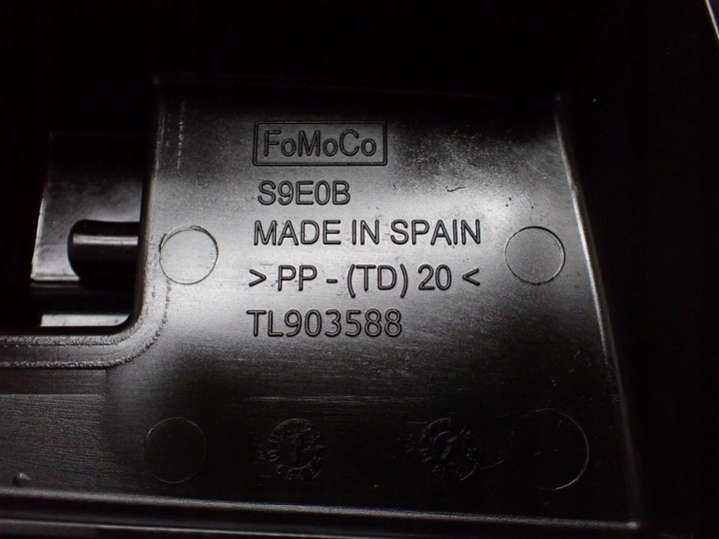 FoMoCo
S9E0B
MADE IN SPAIN
> PP - (TD) 20 <
TL903588